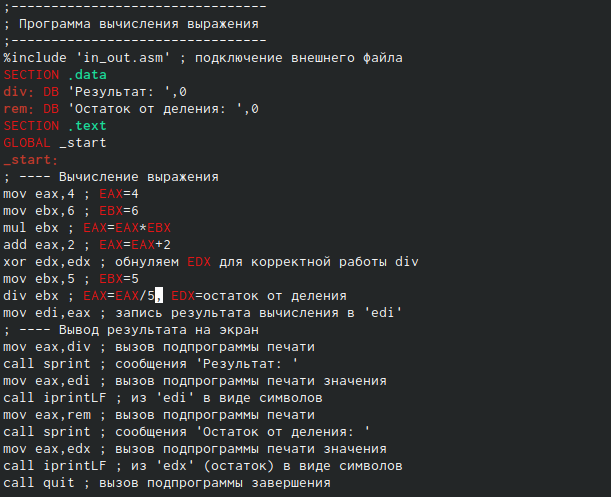 ;--------------------------------
; Программа вычисления выражения
;--------------------------------
%include 'in_out.asm' ; подключение внешнего файла
SECTION .data
div: DB 'Результат: ',0
rem: DB 'Остаток от деления: ',0
SECTION .text
GLOBAL _start
_start:
; ---- Вычисление выражения
mov eax,4 ; EAX=4
mov ebx,6 ; EBX=6
mul ebx ; EAX=EAX*EBX
add eax,2 ; EAX=EAX+2
xor edx,edx ; обнуляем EDX для корректной работы div
mov ebx,5 ; EBX=5
div ebx ; EAX=EAX/5, EDX=остаток от деления
mov edi,eax ; запись результата вычисления в 'edi'
; ---- Вывод результата на экран
mov eax,div ; вызов подпрограммы печати
call sprint ; сообщения 'Результат: '
mov eax,edi ; вызов подпрограммы печати значения
call iprintLF ; из 'edi' в виде символов
mov eax,rem ; вызов подпрограммы печати
call sprint ; сообщения 'Остаток от деления: '
mov eax,edx ; вызов подпрограммы печати значения
call iprintLF ; из 'edx' (остаток) в виде символов
call quit ; вызов подпрограммы завершения